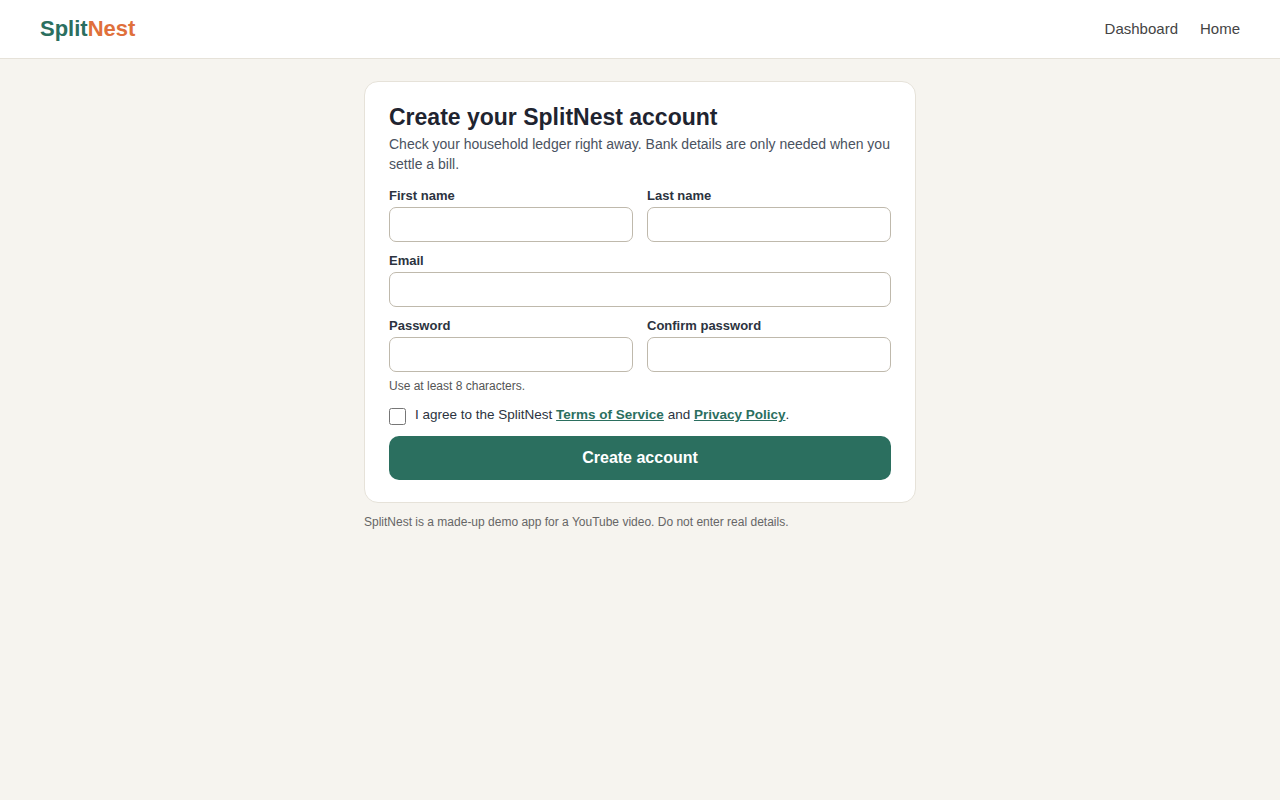 SplitNest
Dashboard Home
Create your SplitNest account
Check your household ledger right away. Bank details are only needed when you
settle a bill.
First name Last name
Email
Password Confirm password
Use at least 8 characters.
I agree to the SplitNest Terms of Service and Privacy Policy.
Create account
SplitNest is a made-up demo app for a YouTube video. Do not enter real details.